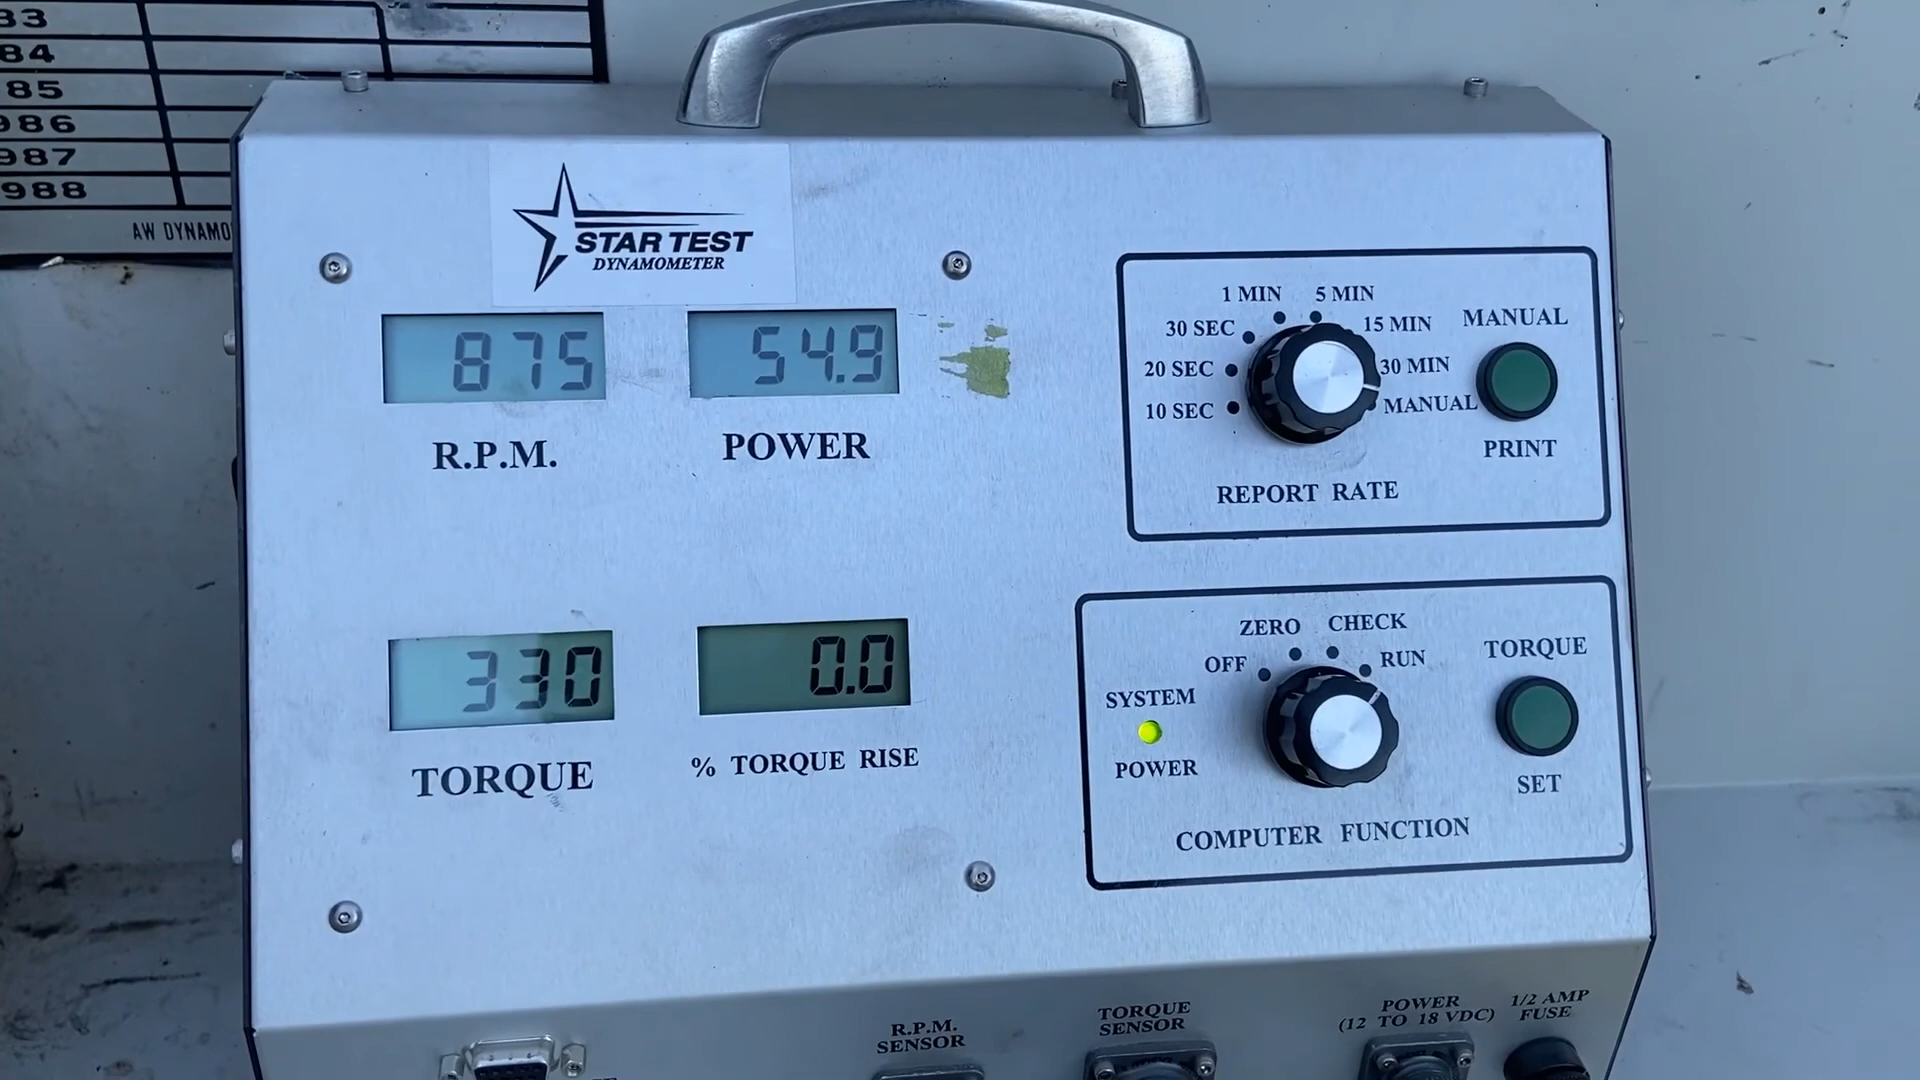 84
85
986
987
988
AW DYNAMO
STAR TEST
DYNAMOMETER
875
54.9
R.P.M.
POWER
330
0.0
TORQUE
% TORQUE RISE
1 MIN
5 MIN
30 SEC
15 MIN
20 SEC
30 MIN
10 SEC
MANUAL
MANUAL
PRINT
REPORT RATE
ZERO
CHECK
OFF
RUN
SYSTEM
POWER
TORQUE
SET
COMPUTER FUNCTION
R.P.M.
SENSOR
TORQUE
SENSOR
POWER
(12 TO 18 VDC)
1/2 AMP
FUSE